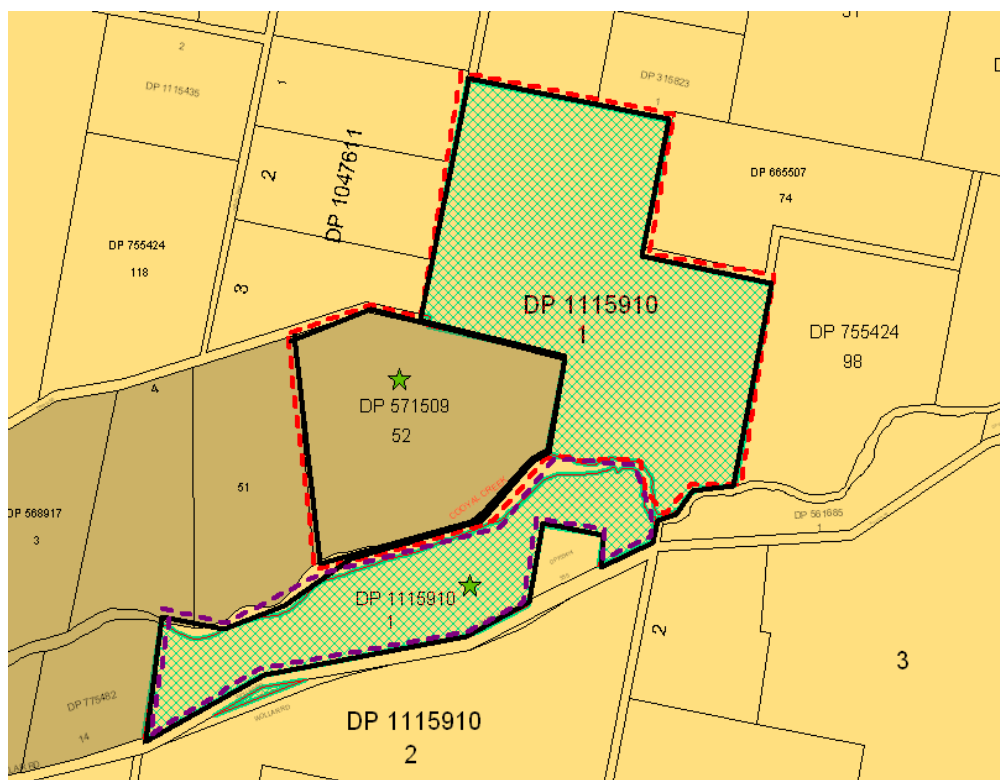 2
DP 1115435
1
2
3
DP 1047611
DP 315823
1
DP 665507
74
DP 755424
118
DP 1115910
1
DP 755424
98
DP 571509
52
4
51
DP 568917
3
COOYAL CREEK
DP 561685
1
DP 1115910
1
DP 775482
14
WOLLAR RD
DP 1115910
2
2
3